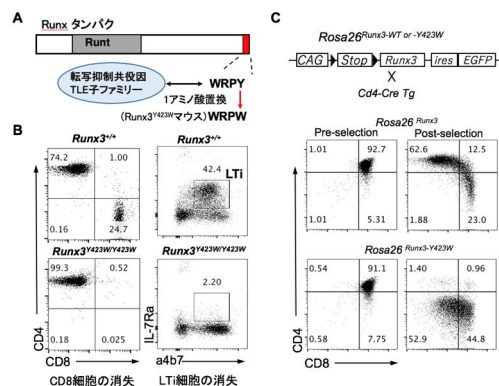 A
Runx タンパク
Runt
転写抑制共役因
TLE子ファミリー
WRPY
1アミノ酸置換
(Runx3Y423Wマウス)WRPW
B
Runx3+/+
74.2
1.00
0.16
24.7
42.4
LTi
Runx3Y423W/Y423W
99.3
0.52
0.18
0.025
2.20
CD4
CD8
IL-7Ra
a4b7
CD8細胞の消失
LTi細胞の消失
C
Rosa26Runx3-WT or -Y423W
CAG
Stop
Runx3
ires
EGFP
X
Cd4-Cre Tg
Rosa26 Runx3
Pre-selection
Post-selection
1.01
92.7
1.01
5.31
62.6
12.5
1.88
23.0
Rosa26 Runx3-Y423W
0.54
91.1
0.58
7.75
1.40
0.96
52.9
44.8
CD4
CD8